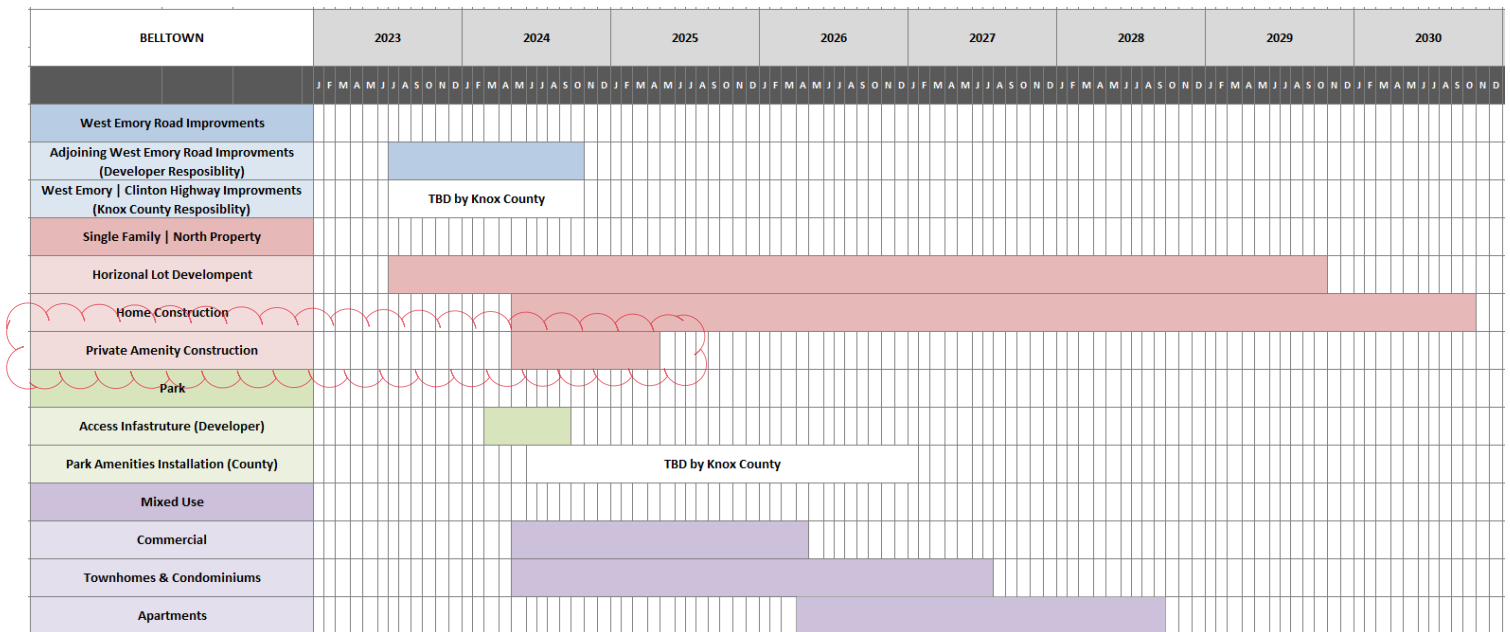 BELLTOWN 2023 2024 2025 2026 2027 2028 2029 2030
J F M A M J J A S O N D J F M A M J J A S O N D J F M A M J J A S O N D J F M A M J J A S O N D J F M A M J J A S O N D J F M A M J J A S O N D J F M A M J J A S O N D J F M A M J J A S O N D
West Emory Road Improvments
Adjoining West Emory Road Improvments
(Developer Resposiblity)
West Emory | Clinton Highway Improvments
(Knox County Resposiblity)
TBD by Knox County
Single Family | North Property
Horizonal Lot Develompent
Home Construction
Private Amenity Construction
Park
Access Infastruture (Developer)
Park Amenities Installation (County) TBD by Knox County
Mixed Use
Commercial
Townhomes & Condominiums
Apartments